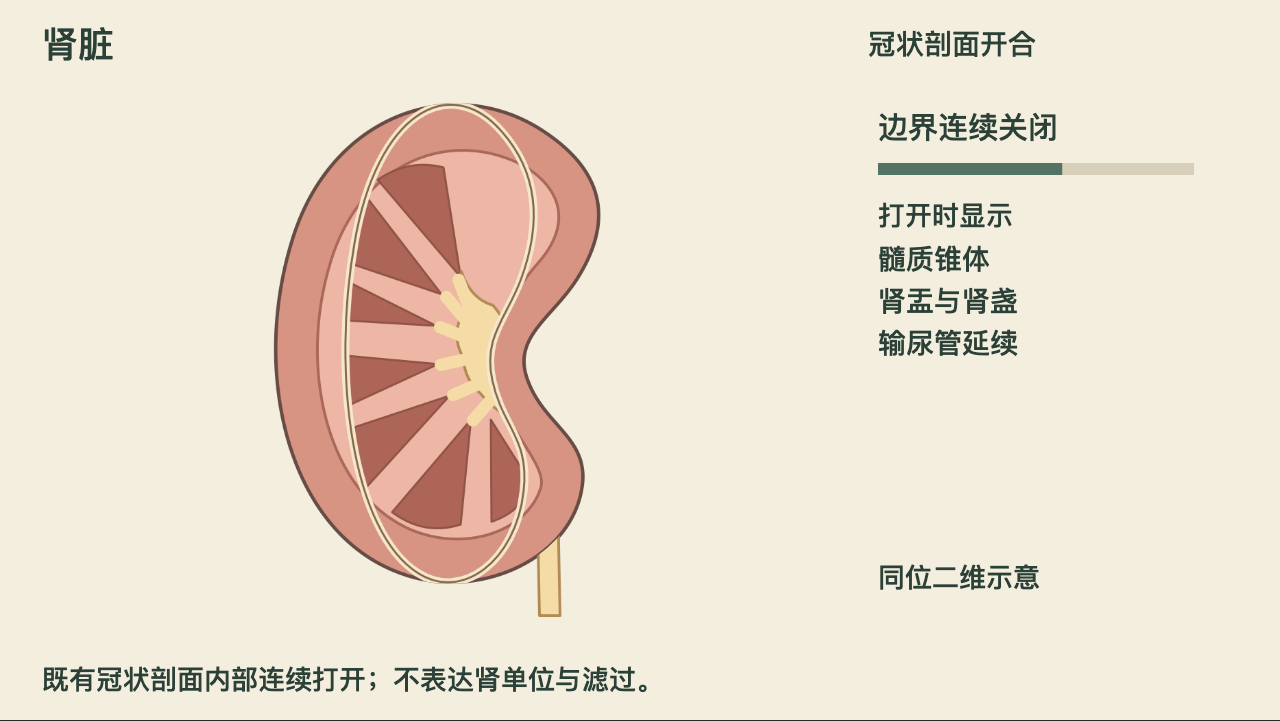 肾脏
冠状剖面开合
边界连续关闭
打开时显示
髓质锥体
肾盂与肾盏
输尿管延续
同位二维示意
既有冠状剖面内部连续打开；不表达肾单位与滤过。